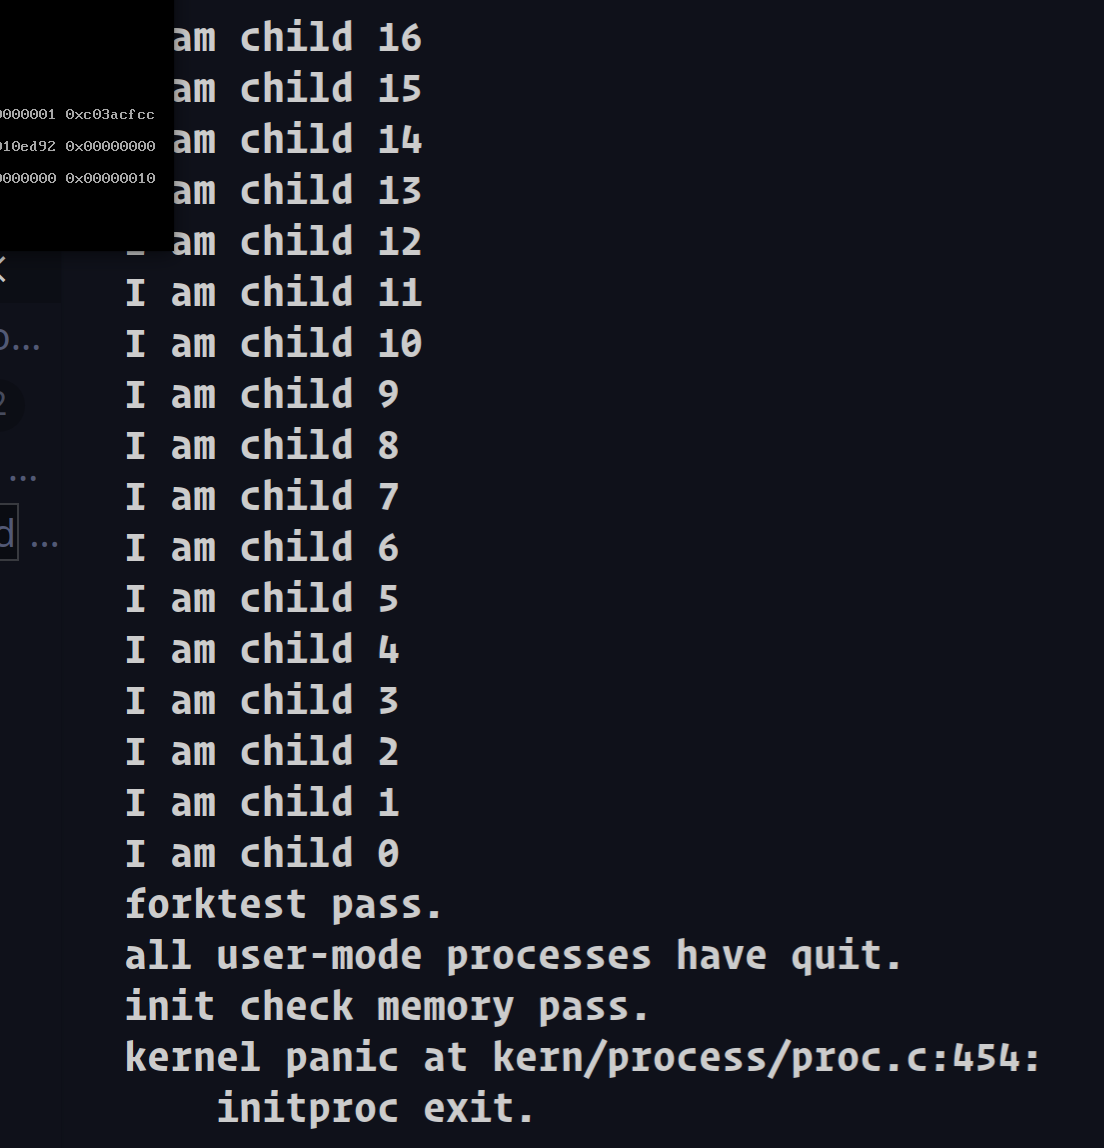 am child 16
am child 15
0000001 0xc03acfcc
am child 14
10ed92 0x00000000
am child 13
0000000 0x00000010
am child 12
I am child 11
I am child 10
I am child 9
I am child 8
I am child 7
I am child 6
I am child 5
I am child 4
I am child 3
I am child 2
I am child 1
I am child 0
forktest pass.
all user-mode processes have quit.
init check memory pass.
kernel panic at kern/process/proc.c:454:
initproc exit.